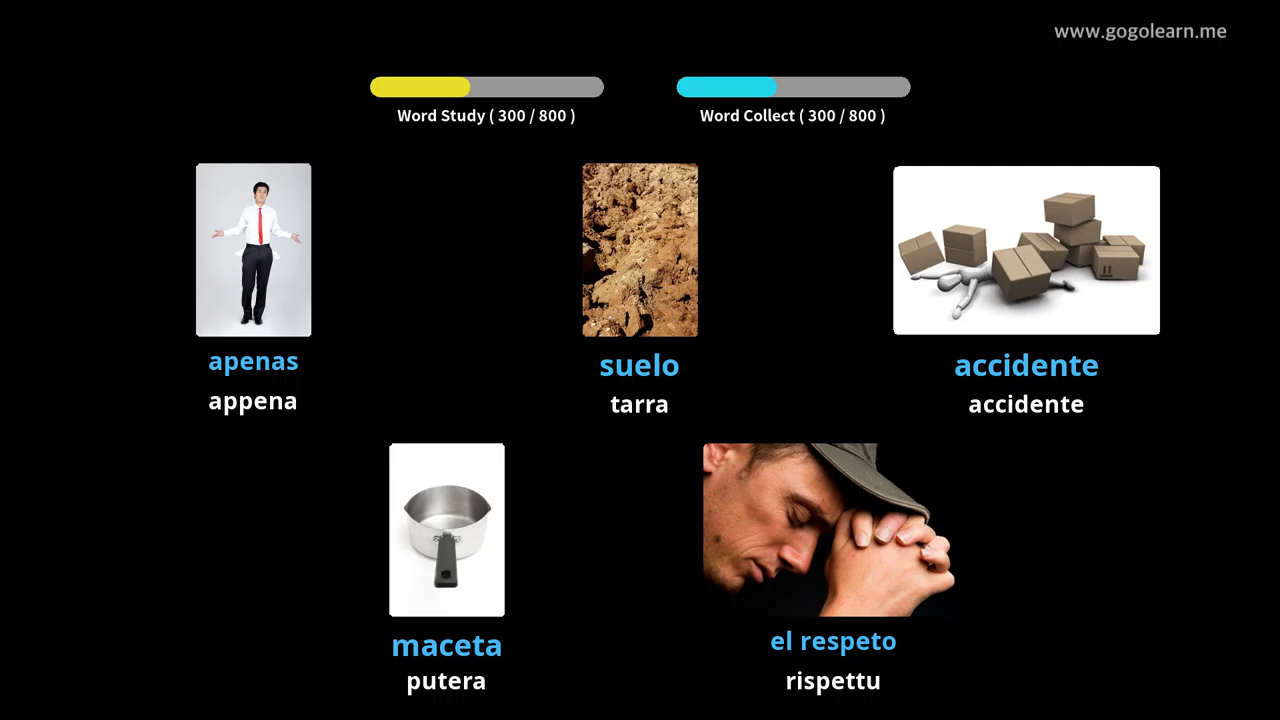 www.gogolearn.me
Word Study ( 300 / 800 )
Word Collect ( 300 / 800 )
apenas
appena
suelo
tarra
accidente
accidente
maceta
putera
el respeto
rispettu